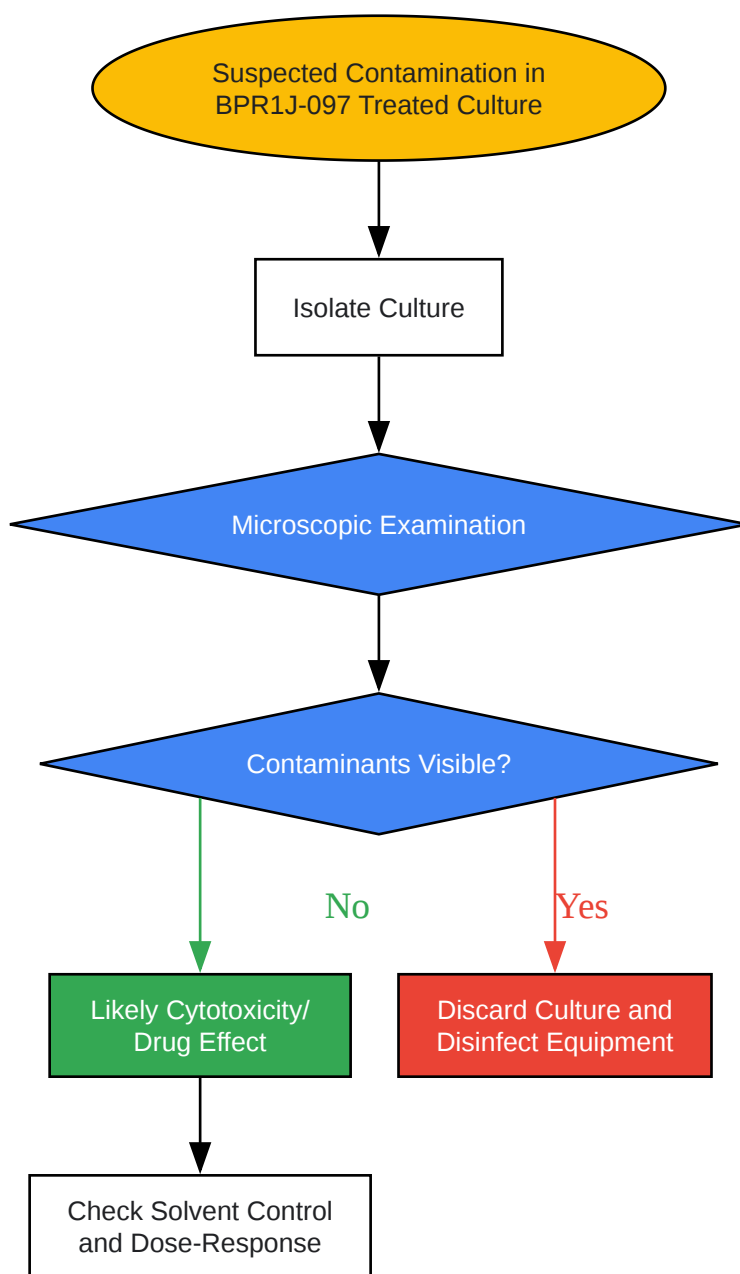 Suspected Contamination in
BPR1J-097 Treated Culture
Isolate Culture
Microscopic Examination
Contaminants Visible?
No
Yes
Likely Cytotoxicity/
Drug Effect
Discard Culture and
Disinfect Equipment
Check Solvent Control
and Dose-Response